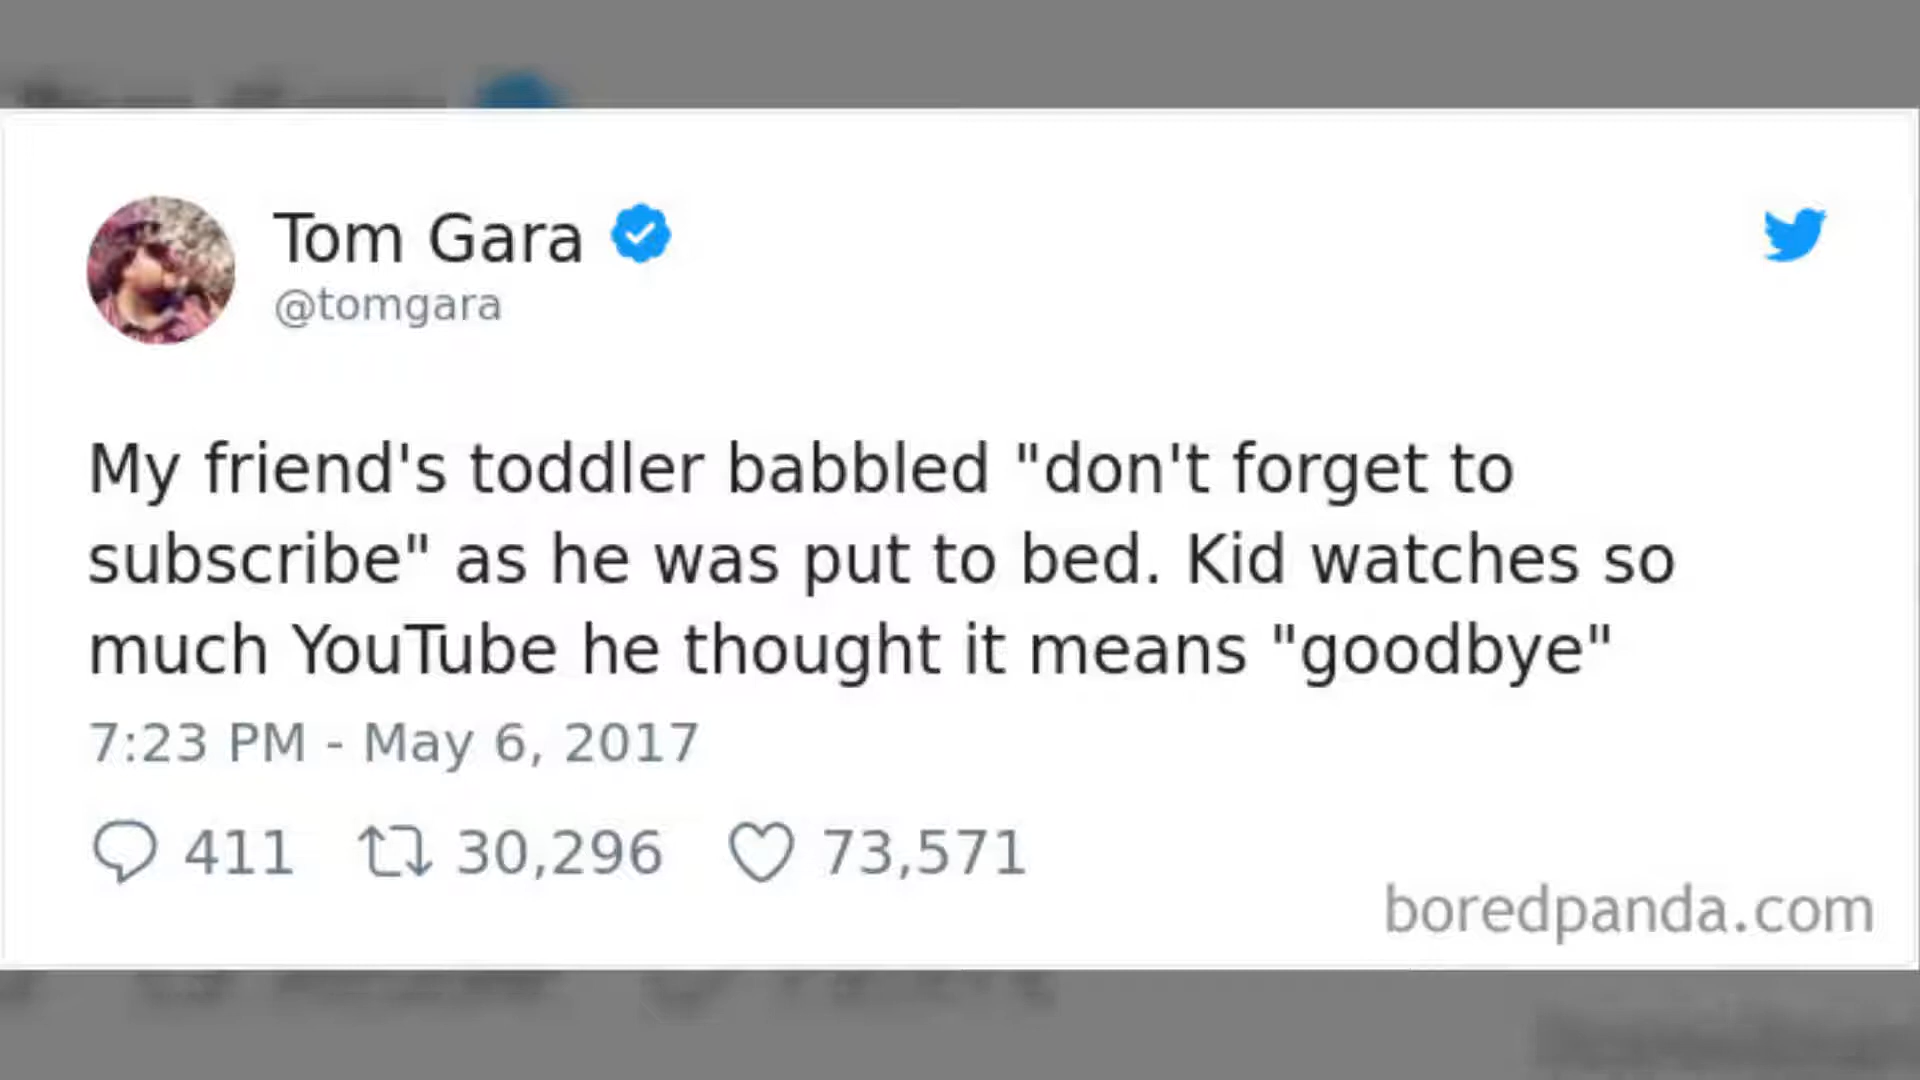 Tom Gara
@tomgara
My friend's toddler babbled "don't forget to
subscribe" as he was put to bed. Kid watches so
much YouTube he thought it means "goodbye"
7:23 PM - May 6, 2017
411 30,296 73,571
boredpanda.com